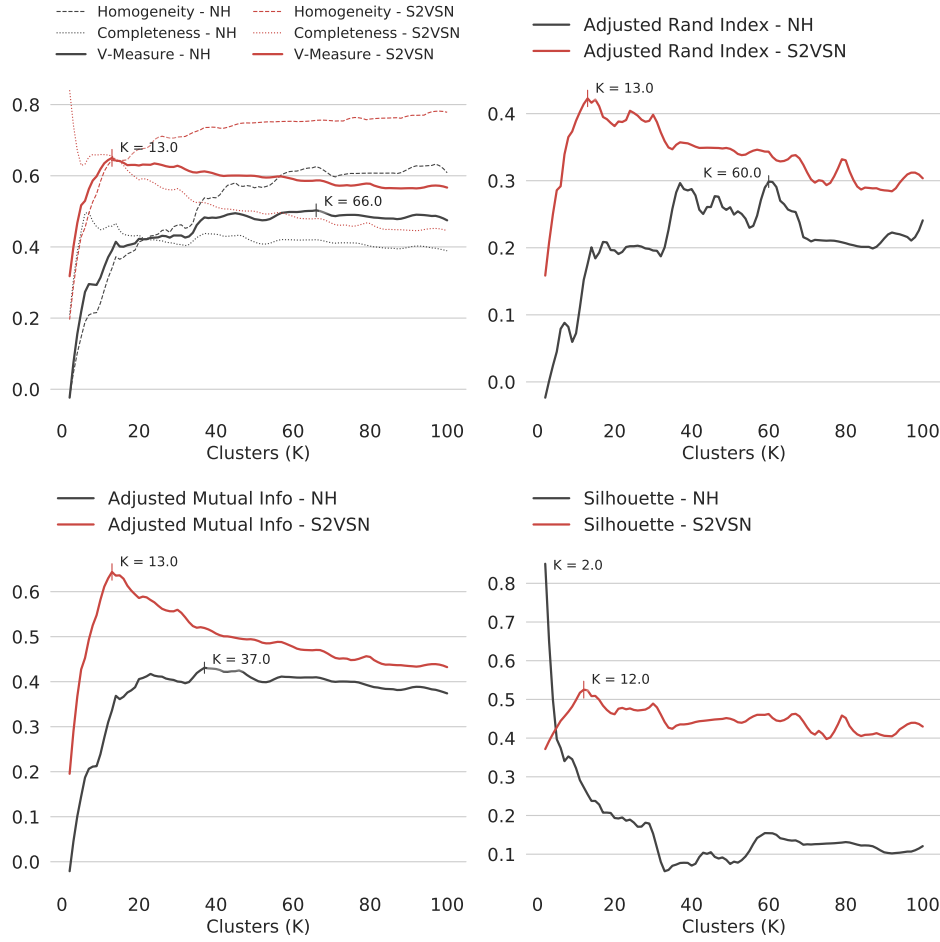 Homogeneity - NH
Homogeneity - S2VSN
Completeness - NH
Completeness - S2VSN
V-Measure - NH
V-Measure - S2VSN
0.8
0.6
0.4
0.2
0.0
K = 13.0
K = 66.0
0 20 40 60 80 100
Clusters (K)
Adjusted Rand Index - NH
Adjusted Rand Index - S2VSN
0.4
0.3
0.2
0.1
0.0
K = 13.0
K = 60.0
0 20 40 60 80 100
Clusters (K)
Adjusted Mutual Info - NH
Adjusted Mutual Info - S2VSN
0.6
0.5
0.4
0.3
0.2
0.1
0.0
K = 13.0
K = 37.0
0 20 40 60 80 100
Clusters (K)
Silhouette - NH
Silhouette - S2VSN
0.8
0.7
0.6
0.5
0.4
0.3
0.2
0.1
K = 2.0
K = 12.0
0 20 40 60 80 100
Clusters (K)